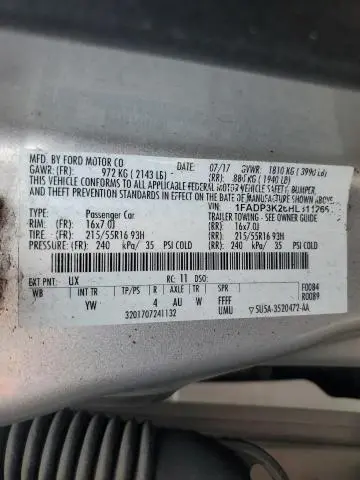 MFD. BY FORD MOTOR CO DATE: 07/17 GVWR: 1810 KG ( 3990 LB)
GAWR: (FR): 972 KG ( 2143 LB) (RR): 880 KG ( 1940 LB)
THIS VEHICLE CONFORMS TO ALL APPLICABLE FEDERAL MOTOR VEHICLE SAFETY, BUMPER,
AND THEFT PREVENTION STANDARDS IN EFFECT ON THE DATE OF MANUFACTURE SHOWN ABOVE.
VIN: 1FADP3K26HL311265
TYPE: Passenger Car TRAILER TOWING - SEE OWNER GUIDE
RIM: (FR): 16x7.0J (RR): 16x7.0J
TIRE: (FR): 215/55R16 93H (RR): 215/55R16 93H
PRESSURE: (FR): 240 kPa/ 35 PSI COLD (RR): 240 kPa/ 35 PSI COLD
EXT PNT: UX RC: 11 DSO: F0084
WB INT TR TP/PS R AXLE TR SPR R0089
YW 4 AU W FFFF
3201707241132 UMU ▽ 5U5A-3520472-AA